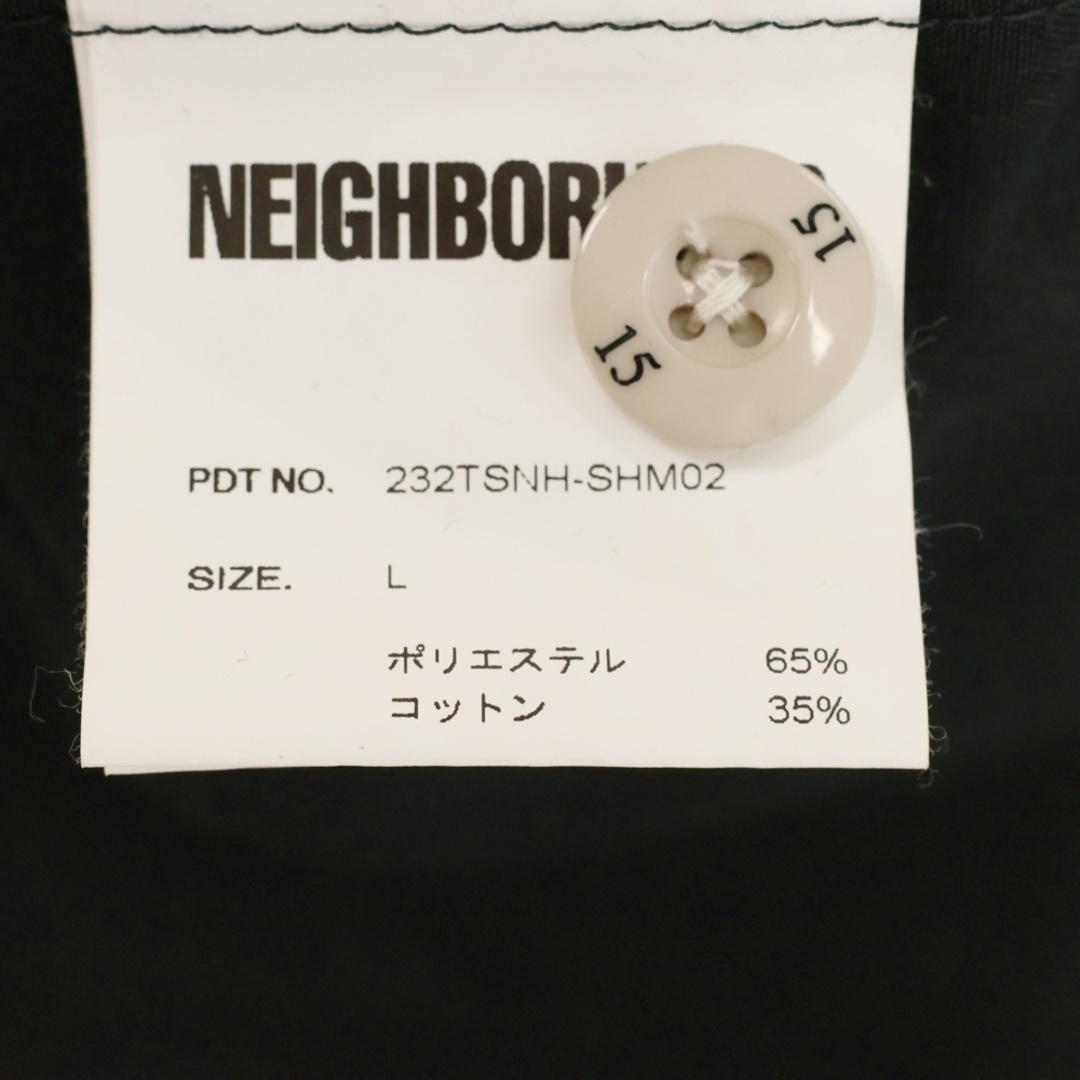 NEIGHBOR
15
15
PDT NO. 232TSNH-SHM02
SIZE. L
ポリエステル 65%
コットン 35%